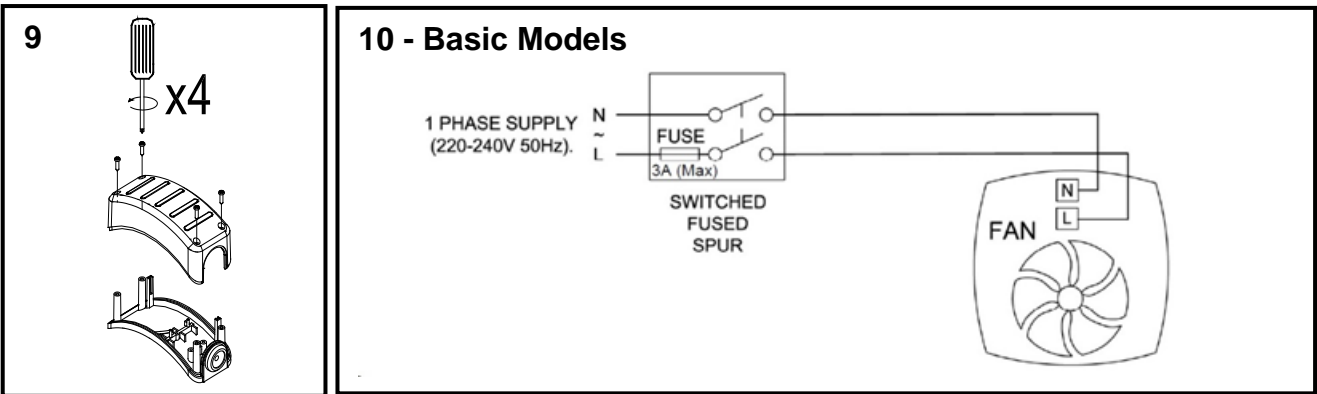 9
x4
10 - Basic Models
1 PHASE SUPPLY
(220-240V 50Hz).
N
~
L
FUSE
3A (Max)
SWITCHED
FUSED
SPUR
N
L
FAN